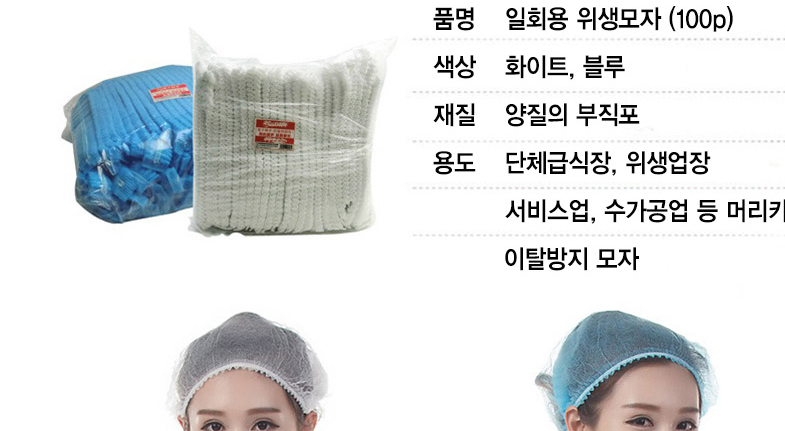 품명 일회용 위생모자 (100p)
색상 화이트, 블루
재질 양질의 부직포
용도 단체급식장, 위생업장
서비스업, 수가공업 등 머리카
이탈방지 모자